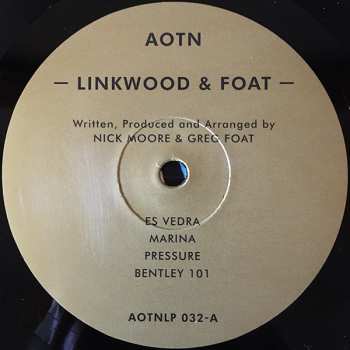 AOTN
— LINKWOOD & FOAT —
Written, Produced and Arranged by
NICK MOORE & GREG FOAT
ES VEDRA
MARINA
PRESSURE
BENTLEY 101
AOTNLP 032-A